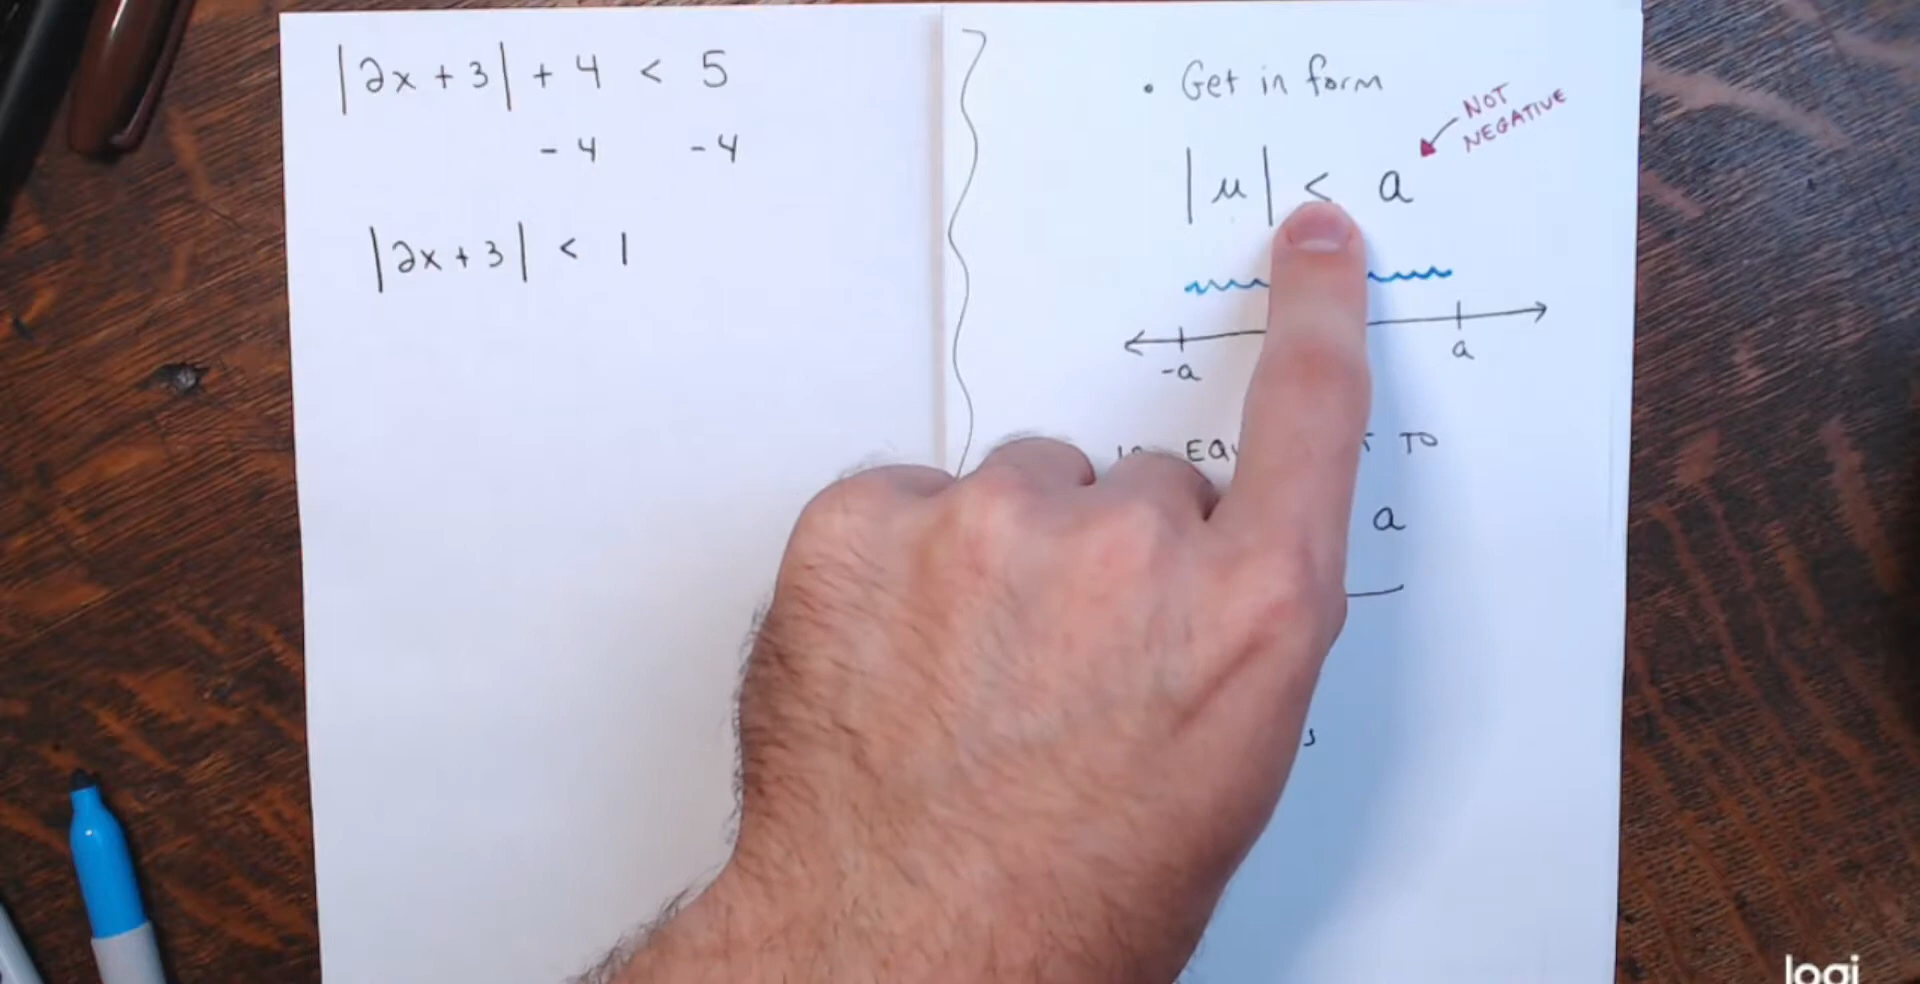 |2x + 3| + 4 < 5
- 4 - 4
|2x + 3| < 1
• Get in form
NOT
NEGATIVE
|u| < a
-a a
TO
a
logi